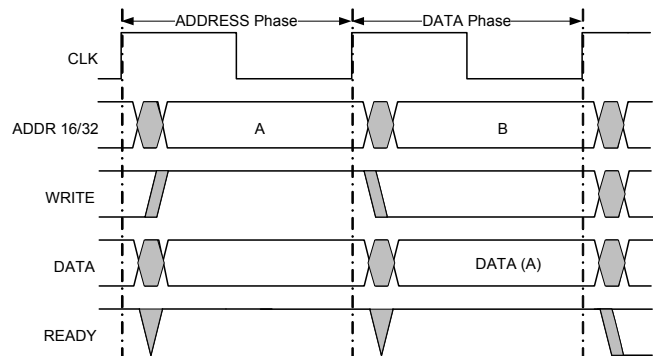 ADDRESS Phase DATA Phase
CLK
ADDR 16/32 A B
WRITE
DATA DATA (A)
READY